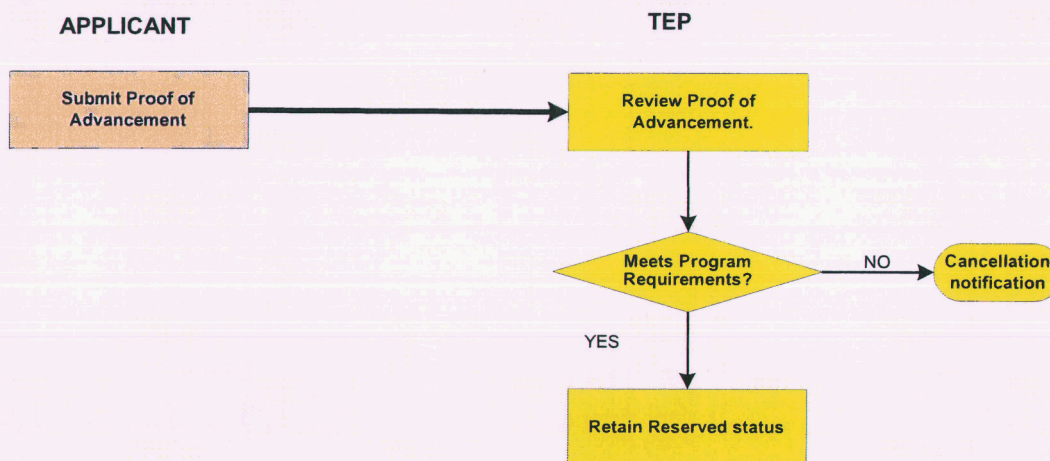 APPLICANT
TEP
Submit Proof of
Advancement
Review Proof of
Advancement.
Meets Program
Requirements?
NO
Cancellation
notification
YES
Retain Reserved status